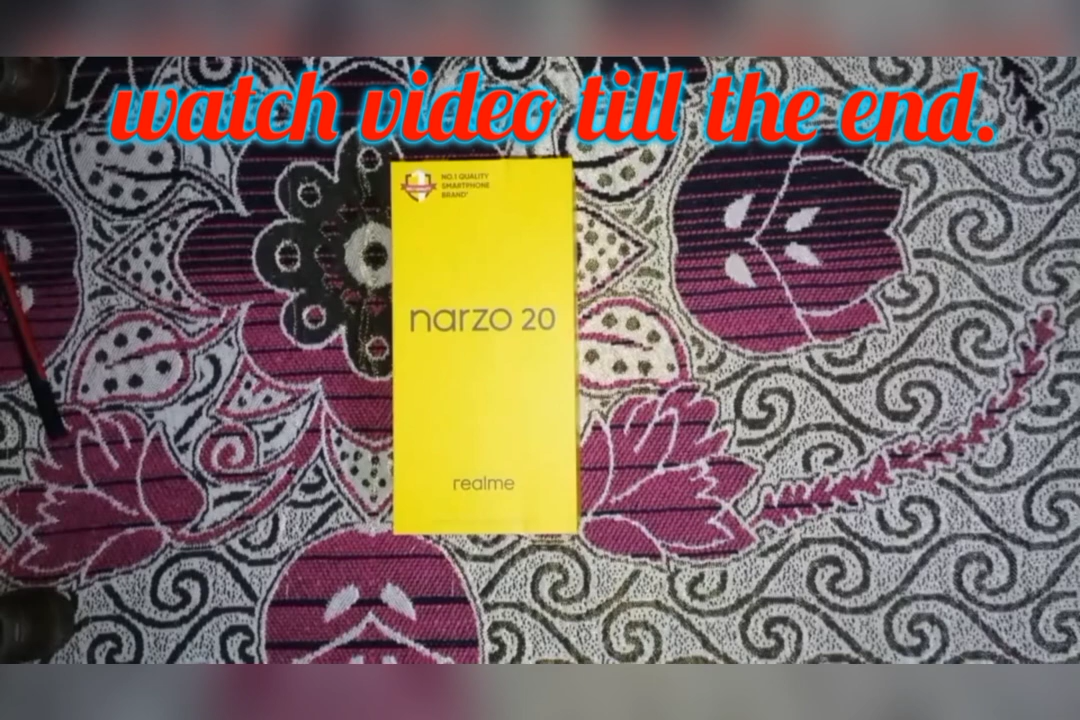 watch video till the end.
NO.1 QUALITY
SMARTPHONE
BRAND*
narzo 20
realme